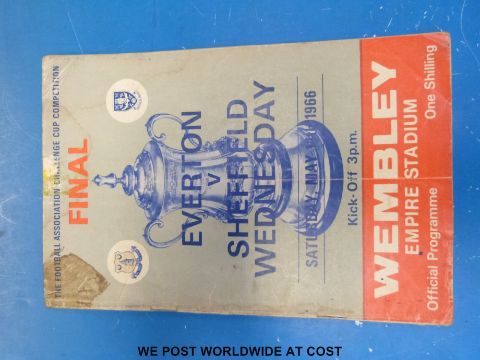 THE FOOTBALL ASSOCIATION CHALLENGE CUP COMPETITION
FINAL
EVERTON
V
SHEFFIELD
WEDNESDAY
SATURDAY, MAY 1966
Kick-Off 3 p.m.
WEMBLEY
EMPIRE STADIUM
Official Programme One Shilling
WE POST WORLDWIDE AT COST